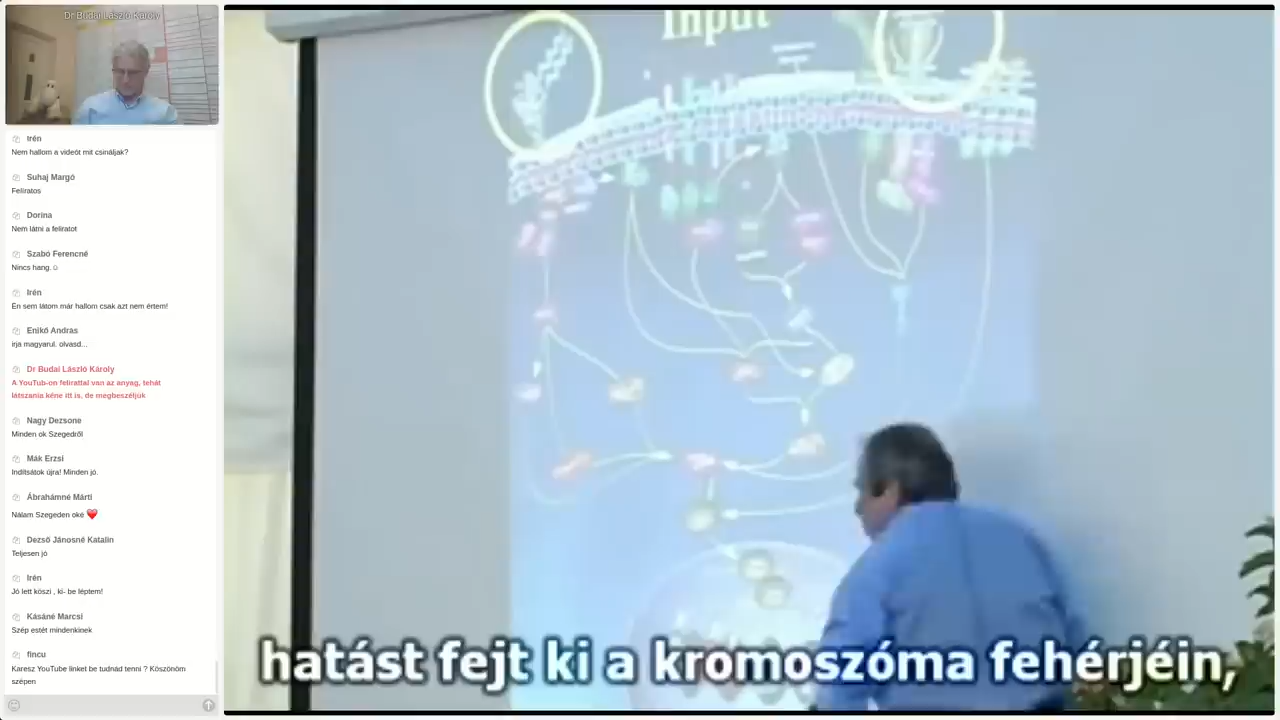 Dr Budai László Károly
Irén
Nem hallom a videót mit csináljak?
Suhaj Margó
Feliratos
Dorina
Nem látni a feliratot
Szabó Ferencné
Nincs hang.☺
Irén
Én sem látom már hallom csak azt nem értem!
Enikő András
írja magyarul. olvasd...
Dr Budai László Károly
A YouTub-on felirattal van az anyag, tehát
látszania kéne itt is. de megbeszéljük
Nagy Dezsone
Minden ok Szegedről
Mák Erzsi
Indítsátok újra! Minden jó.
Ábrahámné Márti
Nálam Szegeden oké ❤️
Dezső Jánosné Katalin
Teljesen jó
Irén
Jó lett köszi , ki- be léptem!
Kásáné Marcsi
Szép estét mindenkinek
fincu
Karesz YouTube linket be tudnád tenni ? Köszönöm
szépen
Input
hatást fejt ki a kromoszóma fehérjéin,